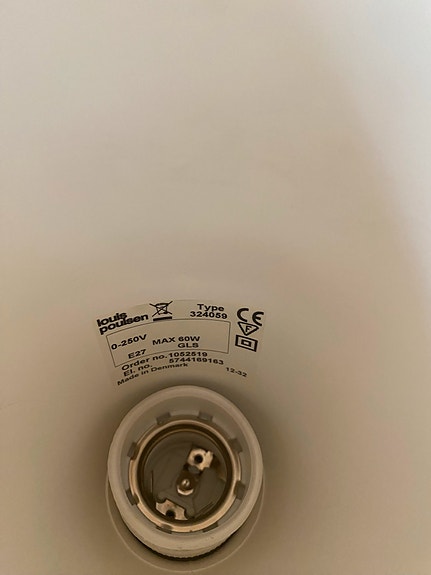 louis
poulsen
Type
324059
CE
F
0-250V
MAX 60W
E27
GLS
Order no. 1052519
El. no. 5744169163
Made in Denmark
12-32